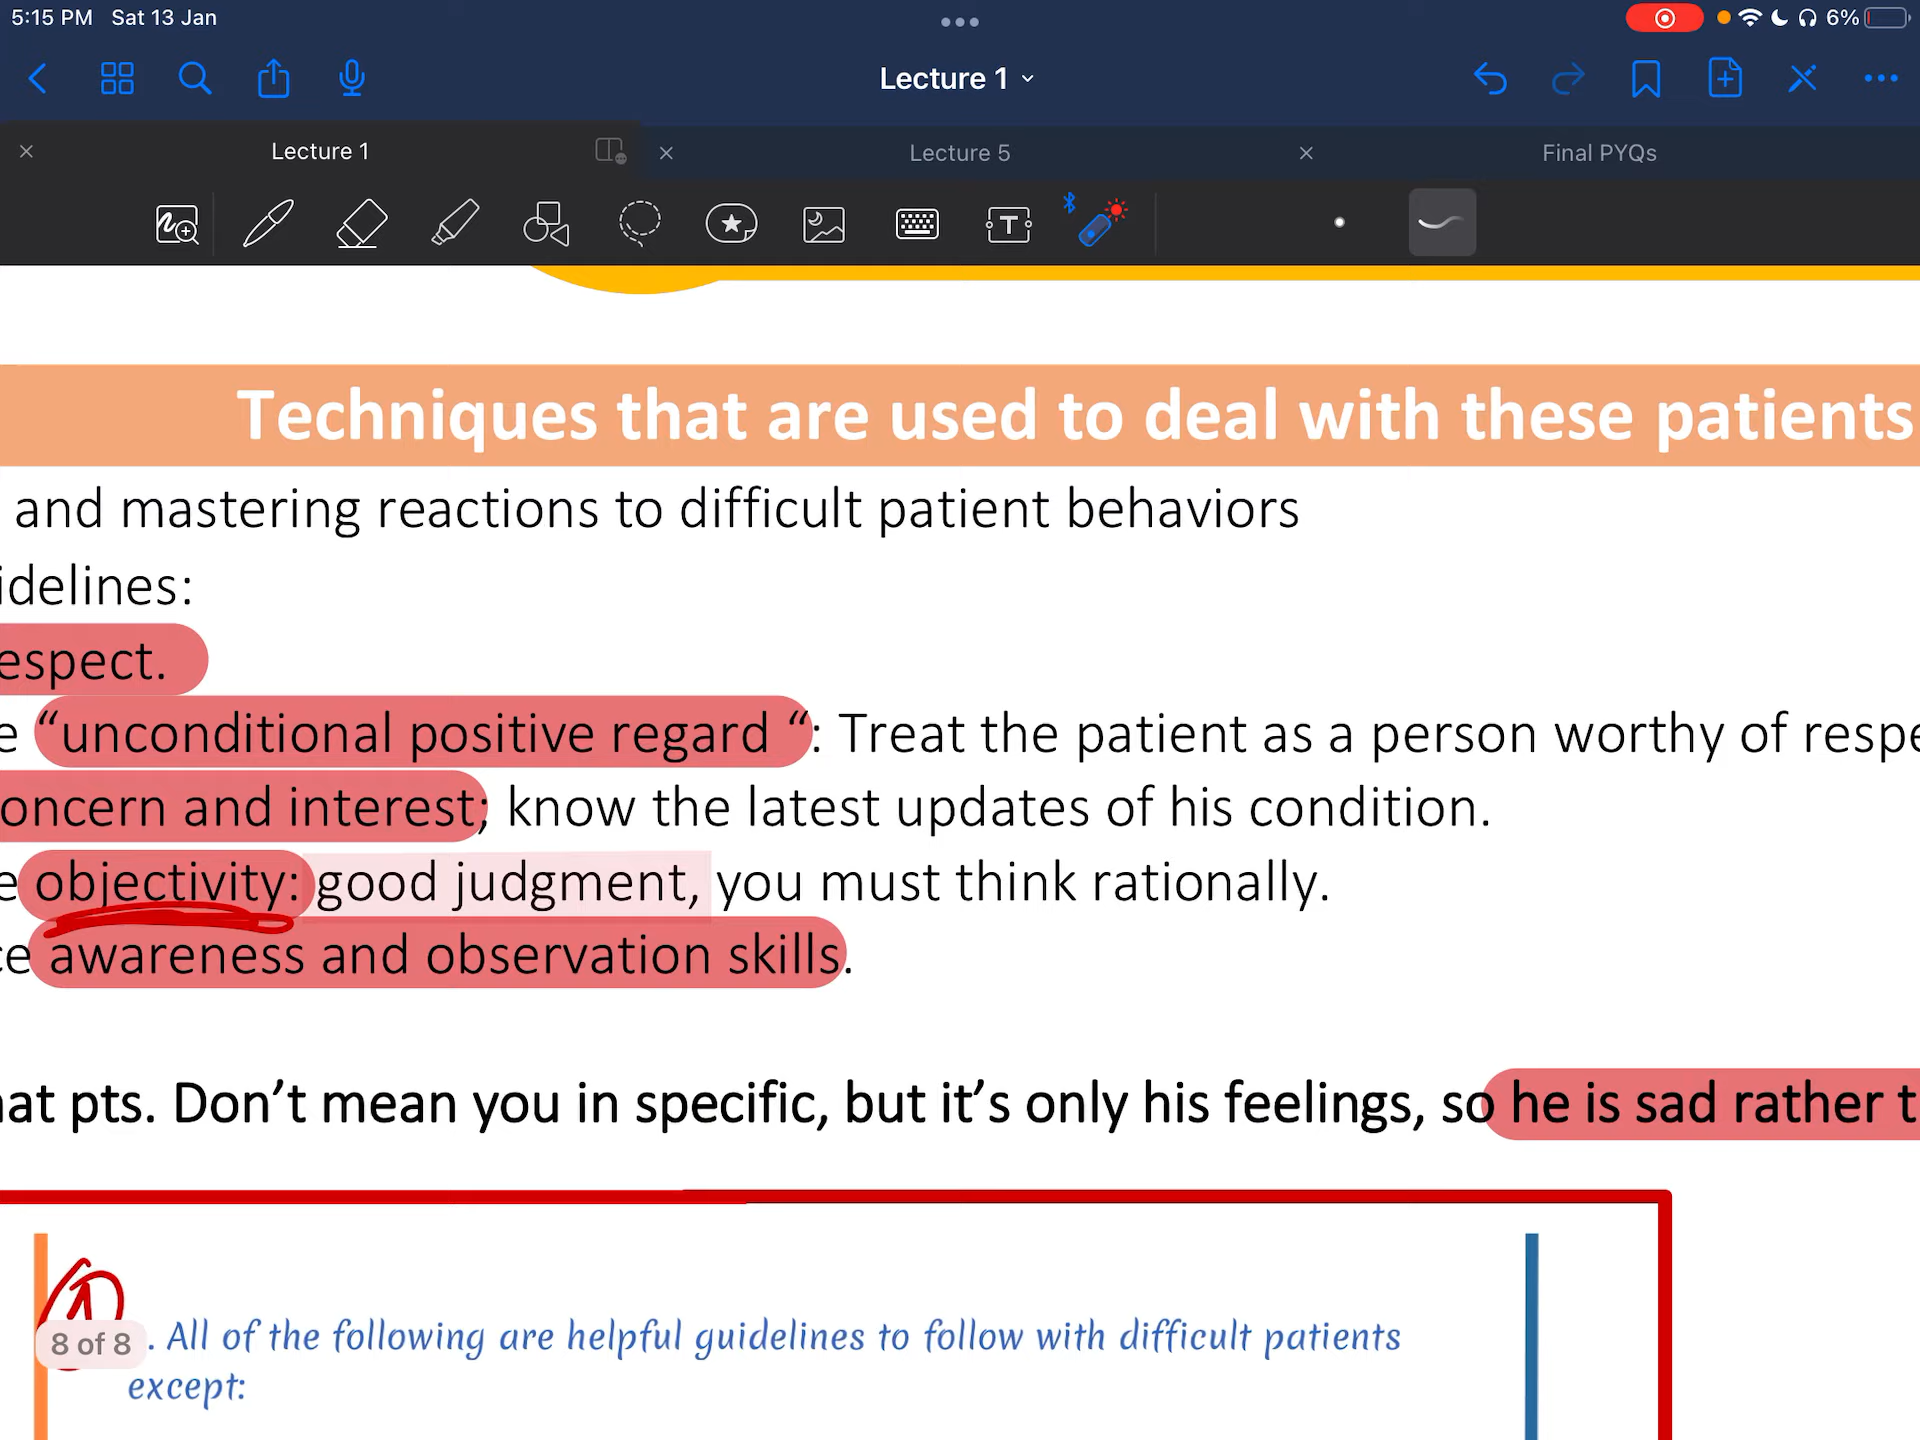 5:15 PM Sat 13 Jan
6%
Lecture 1
Lecture 1
Lecture 5
Final PYQs
Techniques that are used to deal with these patients
and mastering reactions to difficult patient behaviors
idelines:
espect.
e “unconditional positive regard “: Treat the patient as a person worthy of respe
oncern and interest; know the latest updates of his condition.
e objectivity: good judgment, you must think rationally.
ce awareness and observation skills.
hat pts. Don’t mean you in specific, but it’s only his feelings, so he is sad rather t
8 of 8
. All of the following are helpful guidelines to follow with difficult patients
except: